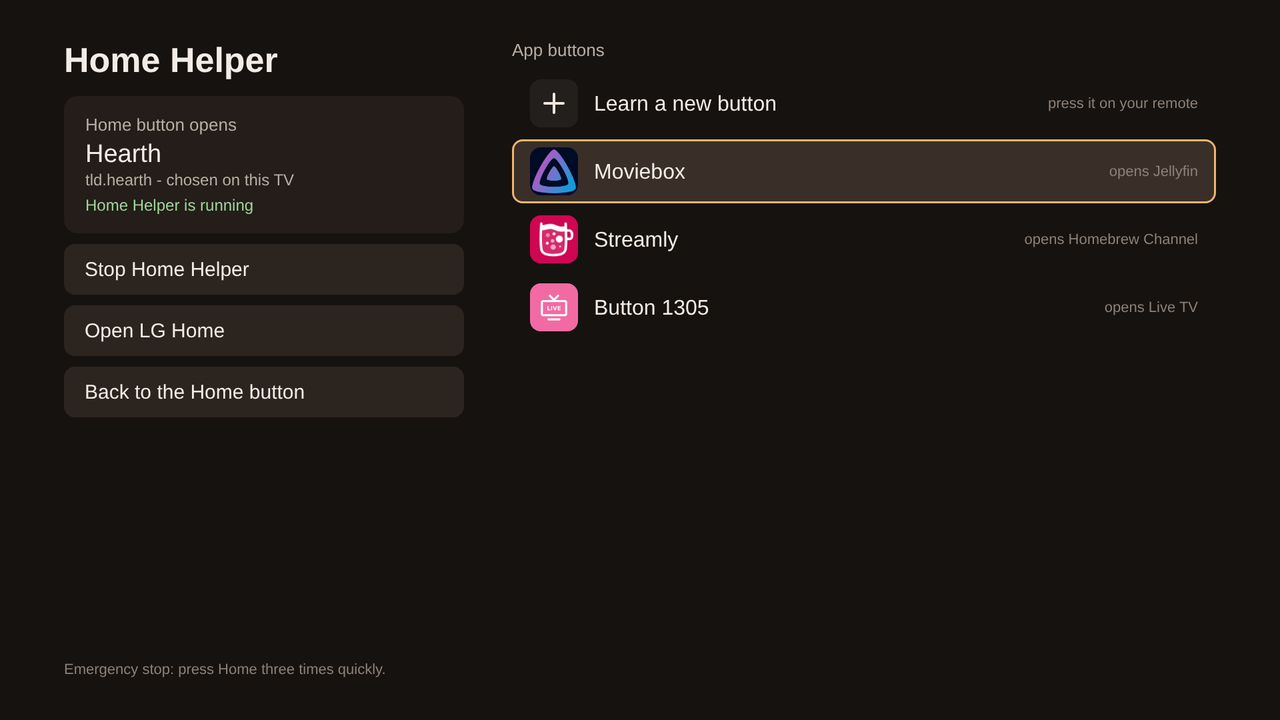 Home Helper
Home button opens
Hearth
tld.hearth - chosen on this TV
Home Helper is running
Stop Home Helper
Open LG Home
Back to the Home button
Emergency stop: press Home three times quickly.
App buttons
Learn a new button
press it on your remote
Moviebox
opens Jellyfin
Streamly
opens Homebrew Channel
LIVE
Button 1305
opens Live TV